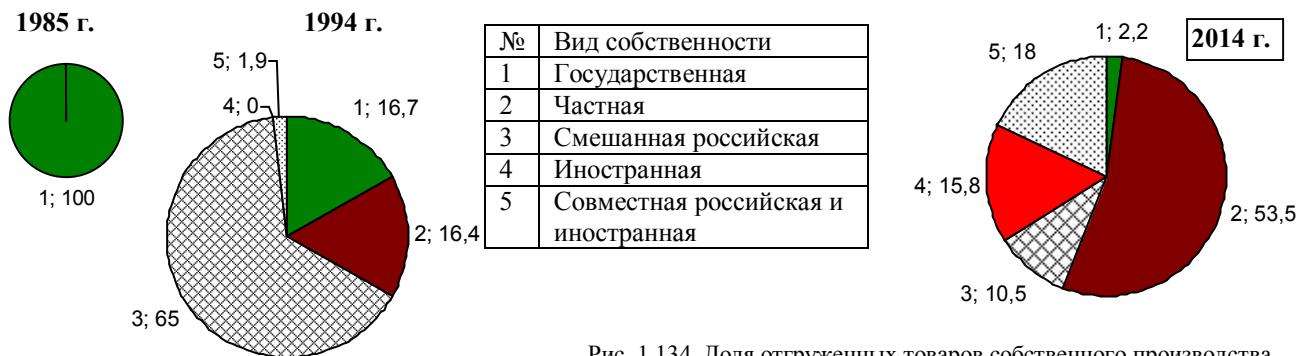 1985 г.
1994 г.
2014 г.
1; 100
5; 1,9
4; 0
1; 16,7
2; 16,4
3; 65
№ Вид собственности
1 Государственная
2 Частная
3 Смешанная российская
4 Иностранная
5 Совместная российская и
иностранная
1; 2,2
5; 18
4; 15,8
2; 53,5
3; 10,5
Рис. 1.134. Доля отгруженных товаров собственного производства